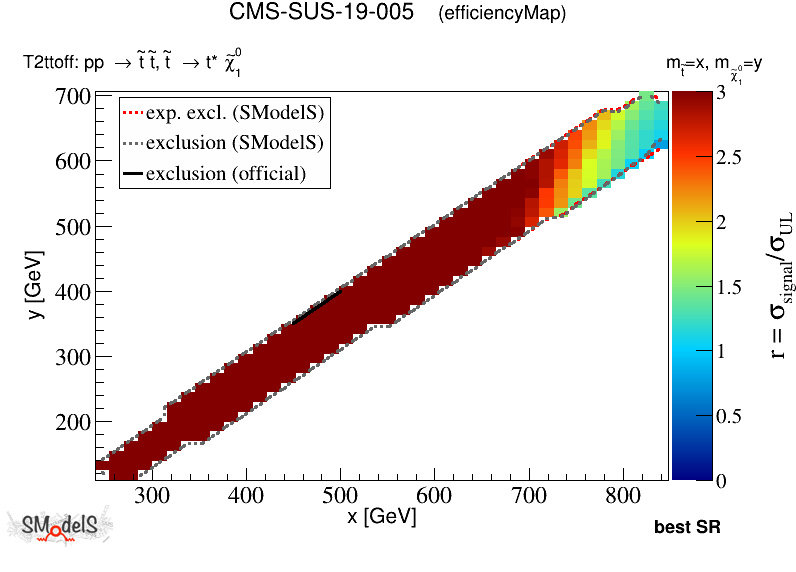 CMS-SUS-19-005 (efficiencyMap)
T2ttoff: pp → t̃ t̃, t̃ → t* χ̃₁⁰
m_t̃=x, m_χ̃₁⁰=y
exp. excl. (SModelS)
exclusion (SModelS)
exclusion (official)
700
600
500
400
300
200
y [GeV]
300 400 500 600 700 800
x [GeV]
3
2.5
2
1.5
1
0.5
0
r = σ_signal/σ_UL
SModelS
best SR